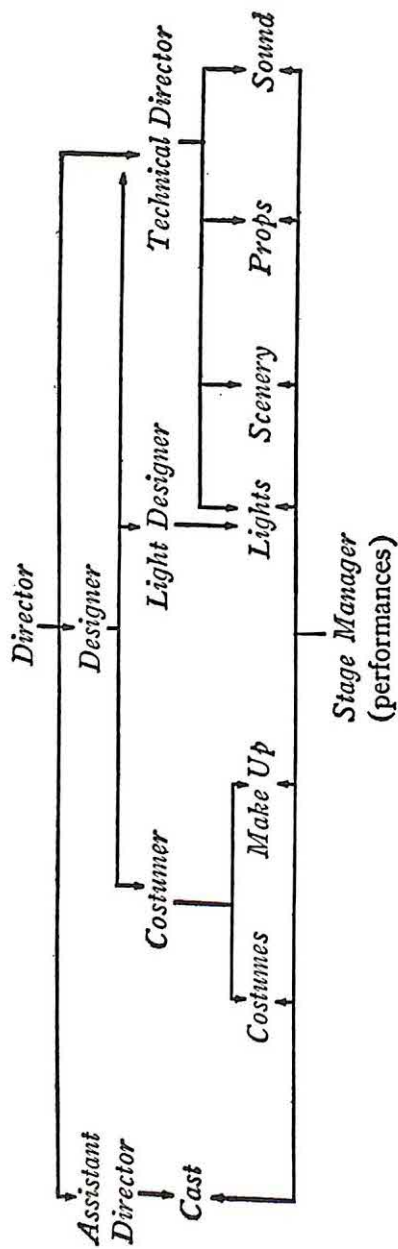 Director
Designer
Assistant
Director
Costumer
Light Designer
Technical Director
Cast
Costumes
Make Up
Lights
Scenery
Props
Sound
Stage Manager
(performances)